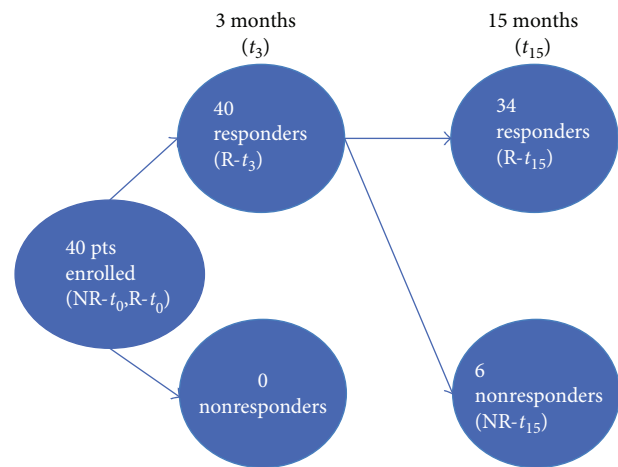 3 months
(t₃)
15 months
(t₁₅)
40
responders
(R-t₃)
34
responders
(R-t₁₅)
40 pts
enrolled
(NR-t₀,R-t₀)
0
nonresponders
6
nonresponders
(NR-t₁₅)